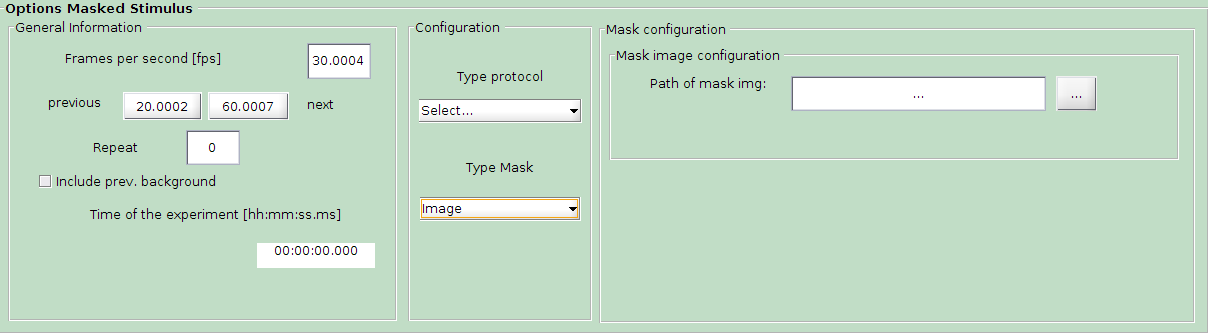 Options Masked Stimulus
General Information
Frames per second [fps]
30.0004
previous
20.0002
60.0007
next
Repeat
0
Include prev. background
Time of the experiment [hh:mm:ss.ms]
00:00:00.000
Configuration
Type protocol
Select...
Type Mask
Image
Mask configuration
Mask image configuration
Path of mask img:
...
...